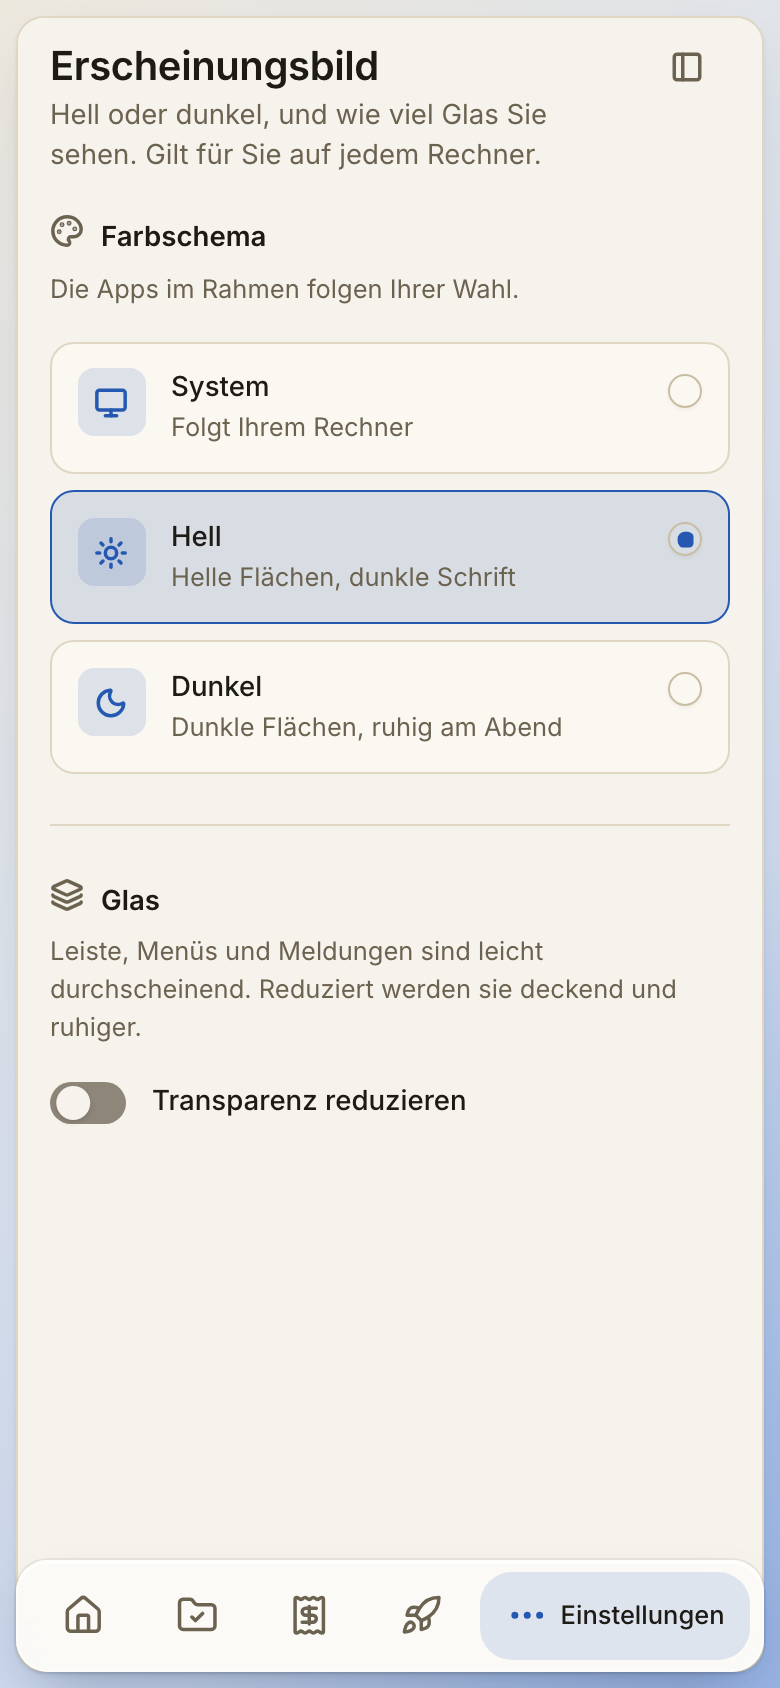 Erscheinungsbild
Hell oder dunkel, und wie viel Glas Sie
sehen. Gilt für Sie auf jedem Rechner.
Farbschema
Die Apps im Rahmen folgen Ihrer Wahl.
System
Folgt Ihrem Rechner
Hell
Helle Flächen, dunkle Schrift
Dunkel
Dunkle Flächen, ruhig am Abend
Glas
Leiste, Menüs und Meldungen sind leicht
durchscheinend. Reduziert werden sie deckend und
ruhiger.
Transparenz reduzieren
Einstellungen